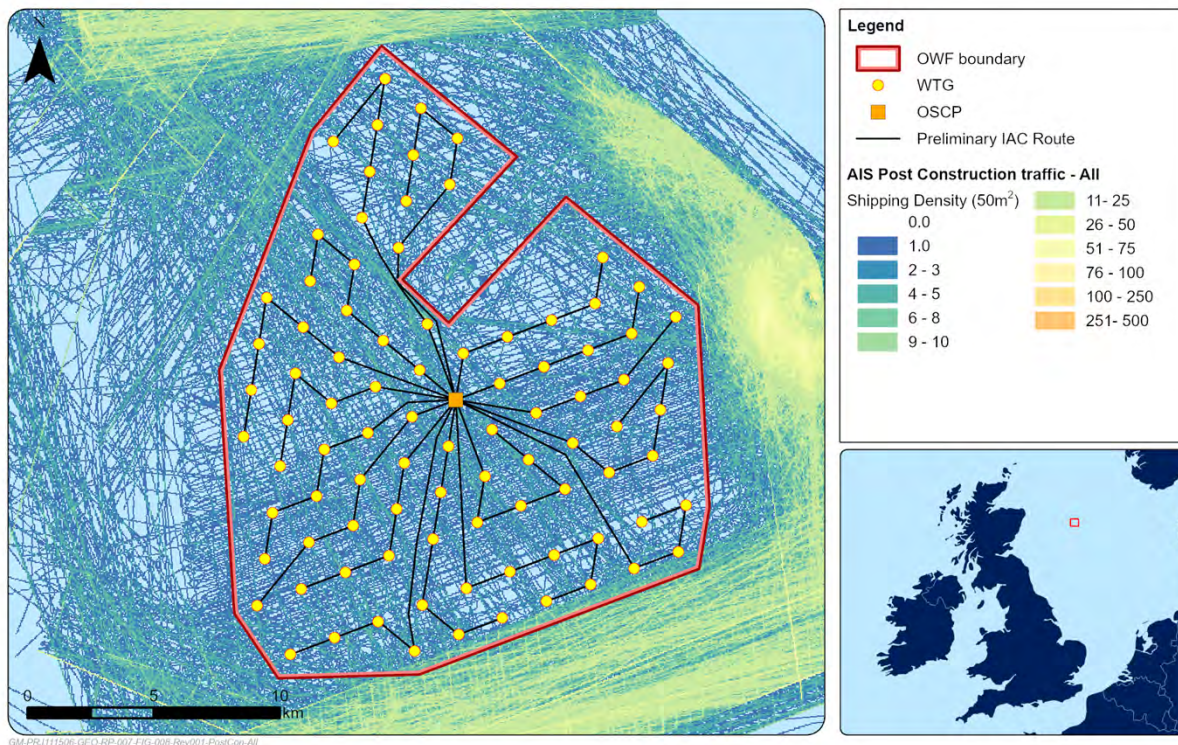 N
0
5
10
km
GM-PRJ111506-GEO-RP-007-FIG-008-Rev001-PostCon-All
Legend
OWF boundary
WTG
OSCP
Preliminary IAC Route
AIS Post Construction traffic - All
Shipping Density (50m²)
0.0
1.0
2 - 3
4 - 5
6 - 8
9 - 10
11- 25
26 - 50
51 - 75
76 - 100
100 - 250
251- 500